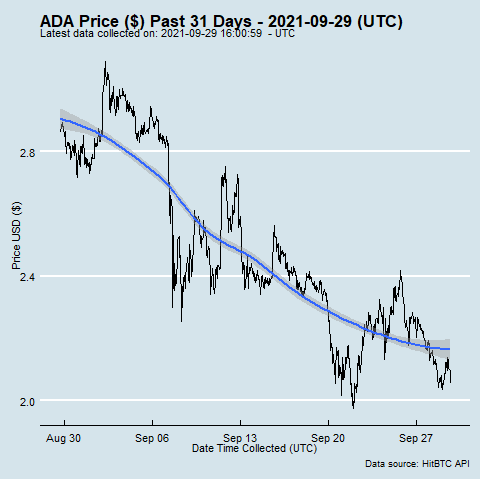 ADA Price ($) Past 31 Days - 2021-09-29 (UTC)
Latest data collected on: 2021-09-29 16:00:59 - UTC
2.8
2.4
2.0
Price USD ($)
Aug 30 Sep 06 Sep 13 Sep 20 Sep 27
Date Time Collected (UTC)
Data source: HitBTC API